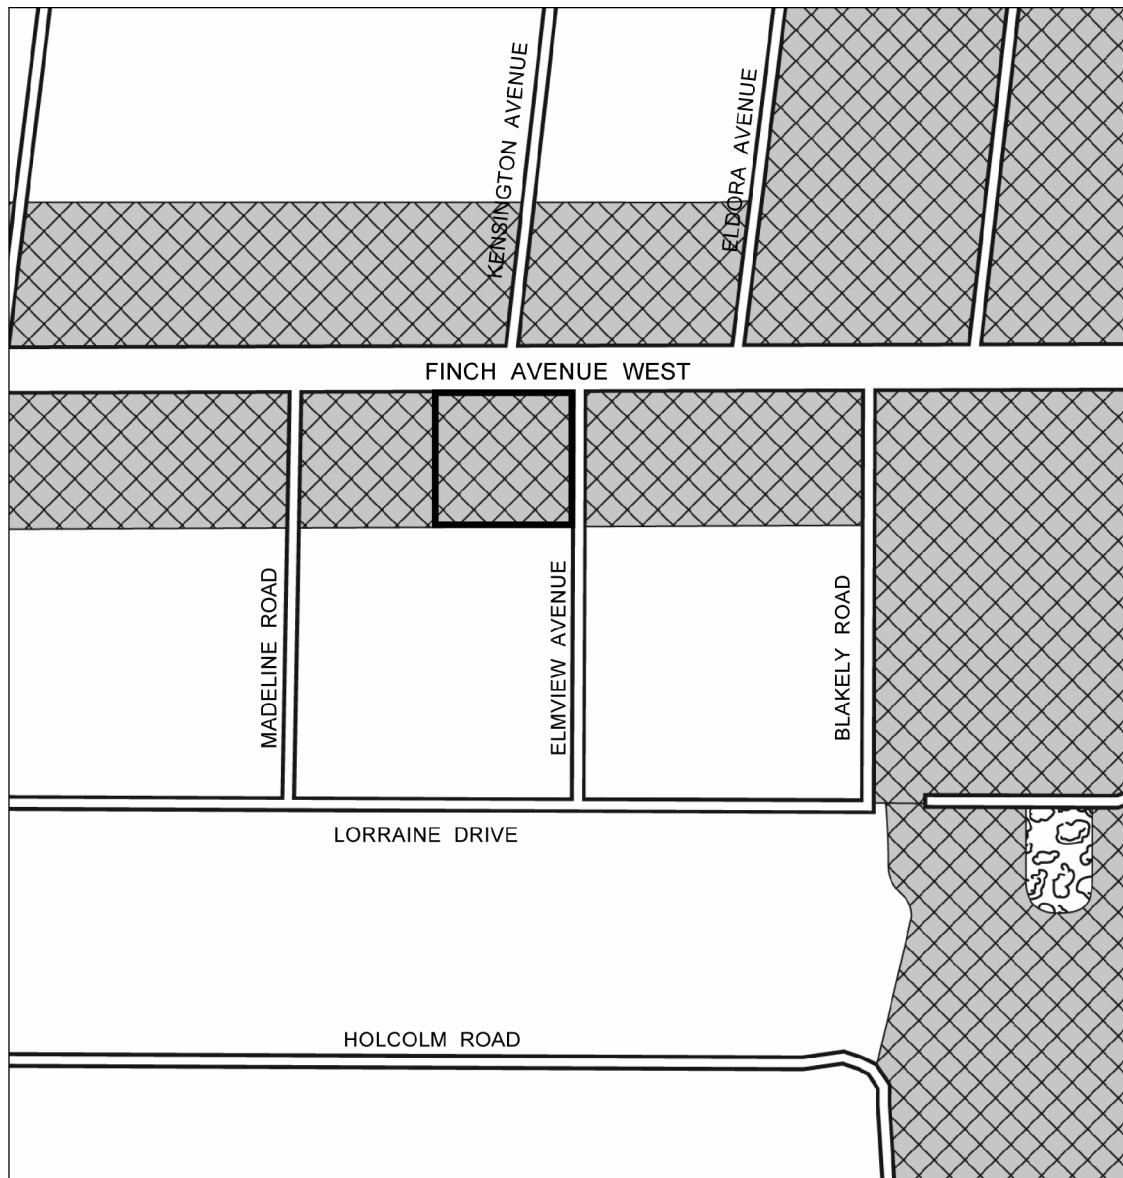 KENSINGTON AVENUE
ELDORA AVENUE
FINCH AVENUE WEST
MADELINE ROAD
ELMVIEW AVENUE
BLAKELY ROAD
LORRAINE DRIVE
HOLCOLM ROAD